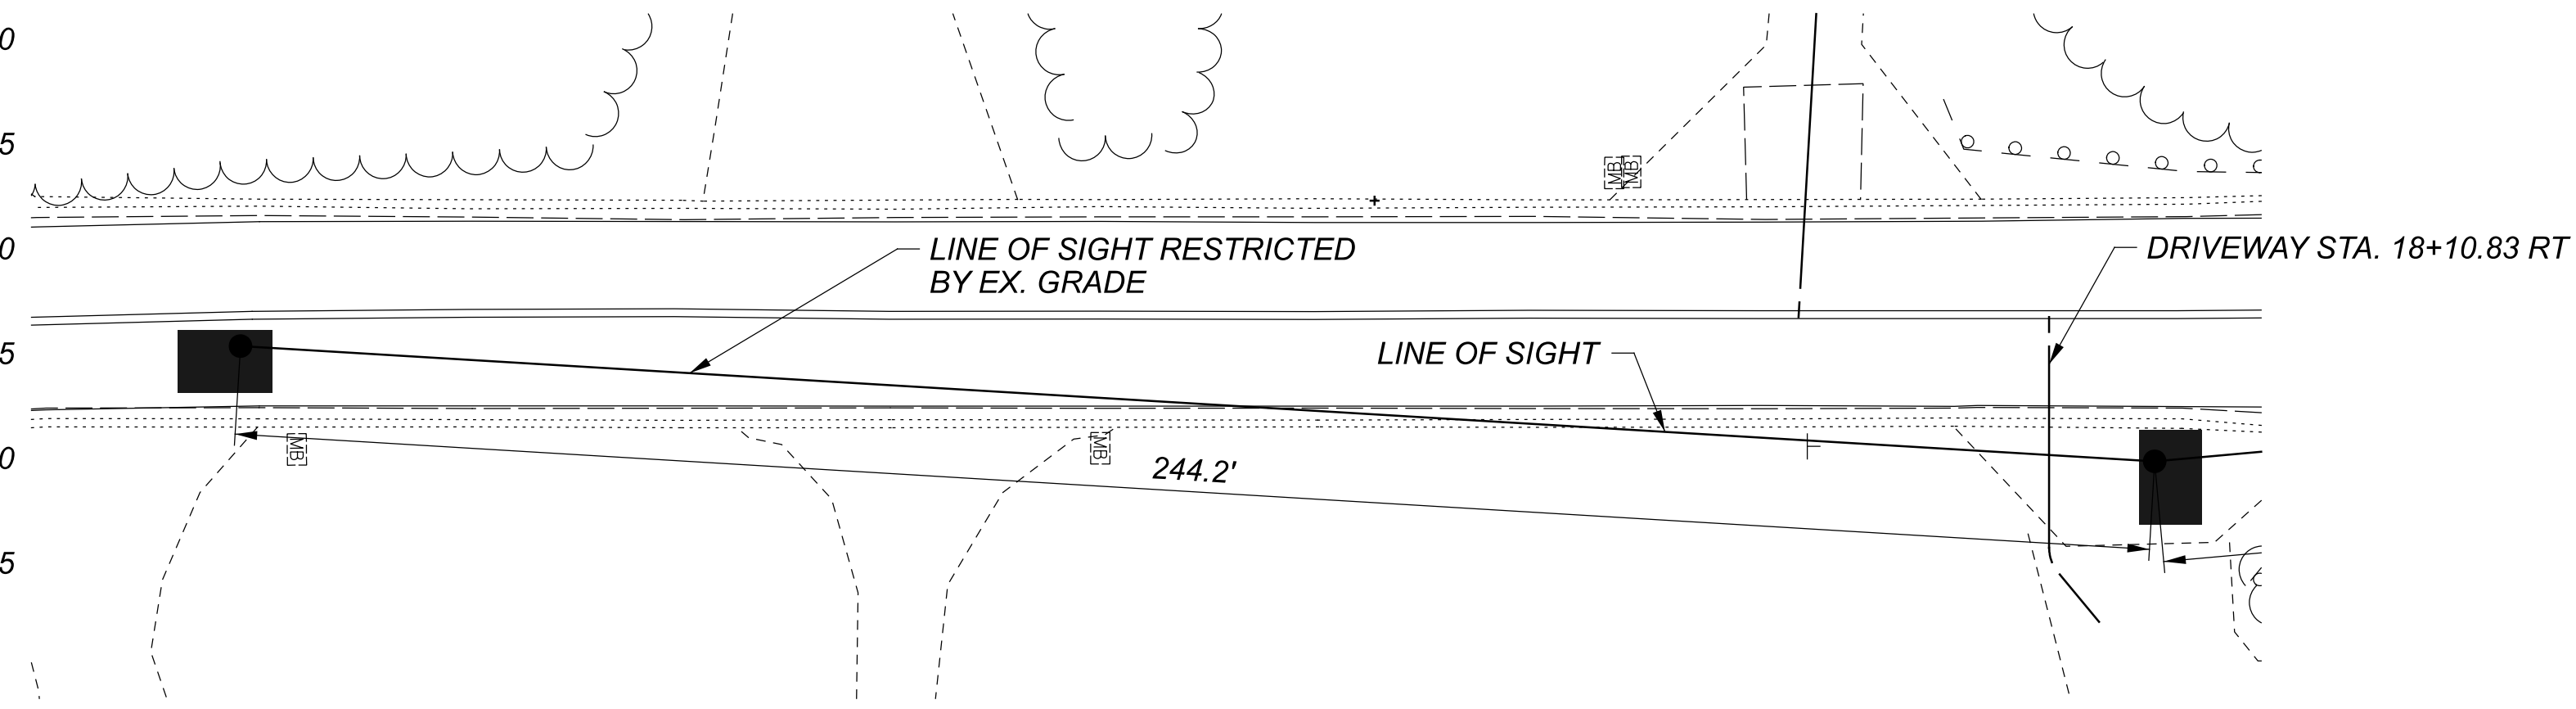 0
5
MB
MB
0
LINE OF SIGHT RESTRICTED
BY EX. GRADE
DRIVEWAY STA. 18+10.83 RT
5
LINE OF SIGHT
MB
MB
0
244.2'
5